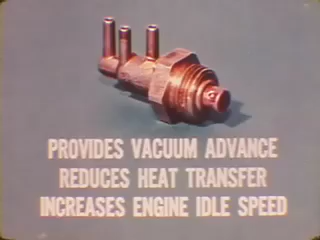 PROVIDES VACUUM ADVANCE
REDUCES HEAT TRANSFER
INCREASES ENGINE IDLE SPEED